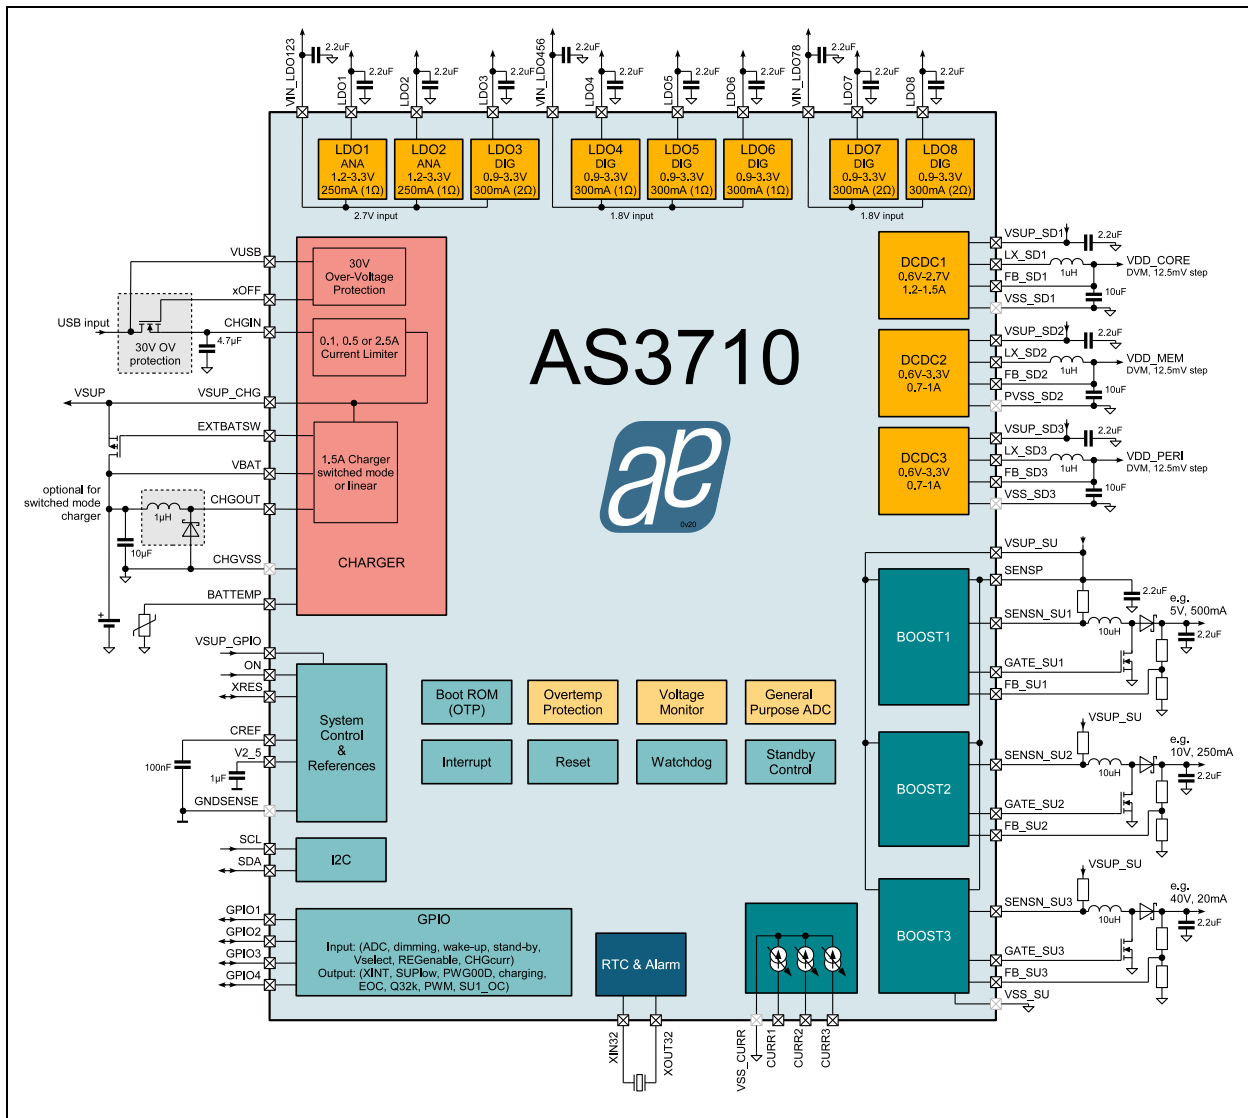 VIN_LDO123
2.2uF
LDO1
2.2uF
LDO2
2.2uF
LDO3
2.2uF
VIN_LDO456
2.2uF
LDO4
2.2uF
LDO5
2.2uF
LDO6
2.2uF
VIN_LDO78
2.2uF
LDO7
2.2uF
LDO8
2.2uF
LDO1
ANA
1.2-3.3V
250mA (1Ω)
LDO2
ANA
1.2-3.3V
250mA (1Ω)
LDO3
DIG
0.9-3.3V
300mA (2Ω)
2.7V input
LDO4
DIG
0.9-3.3V
300mA (1Ω)
LDO5
DIG
0.9-3.3V
300mA (1Ω)
LDO6
DIG
0.9-3.3V
300mA (1Ω)
1.8V input
LDO7
DIG
0.9-3.3V
300mA (2Ω)
LDO8
DIG
0.9-3.3V
300mA (2Ω)
1.8V input
VUSB
xOFF
USB input
CHGIN
30V OV
protection
4.7µF
VSUP
VSUP_CHG
EXTBATSW
VBAT
optional for
switched mode
charger
CHGOUT
1µH
10µF
CHGVSS
BATTEMP
+
30V
Over-Voltage
Protection
0.1, 0.5 or 2.5A
Current Limiter
1.5A Charger
switched mode
or linear
CHARGER
AS3710
ae
0v20
DCDC1
0.6V-2.7V
1.2-1.5A
VSUP_SD1
2.2uF
LX_SD1
1uH
VDD_CORE
DVM, 12.5mV step
FB_SD1
10uF
VSS_SD1
DCDC2
0.6V-3.3V
0.7-1A
VSUP_SD2
2.2uF
LX_SD2
1uH
VDD_MEM
DVM, 12.5mV step
FB_SD2
10uF
PVSS_SD2
DCDC3
0.6V-3.3V
0.7-1A
VSUP_SD3
2.2uF
LX_SD3
1uH
VDD_PERI
DVM, 12.5mV step
FB_SD3
10uF
VSS_SD3
VSUP_SU
SENSP
2.2uF
BOOST1
SENSN_SU1
10uH
e.g.
5V, 500mA
2.2uF
GATE_SU1
FB_SU1
VSUP_SU
BOOST2
SENSN_SU2
10uH
e.g.
10V, 250mA
2.2uF
GATE_SU2
FB_SU2
VSUP_SU
BOOST3
SENSN_SU3
10uH
e.g.
40V, 20mA
2.2uF
GATE_SU3
FB_SU3
VSS_SU
VSUP_GPIO
ON
XRES
CREF
V2_5
100nF
1µF
GNDSENSE
System
Control
&
References
Boot ROM
(OTP)
Overtemp
Protection
Voltage
Monitor
General
Purpose ADC
Interrupt
Reset
Watchdog
Standby
Control
SCL
SDA
I2C
GPIO1
GPIO2
GPIO3
GPIO4
GPIO
Input: (ADC, dimming, wake-up, stand-by,
Vselect, REGenable, CHGcurr)
Output: (XINT, SUPlow, PWG00D, charging,
EOC, Q32k, PWM, SU1_OC)
RTC & Alarm
XIN32
XOUT32
VSS_CURR
CURR1
CURR2
CURR3